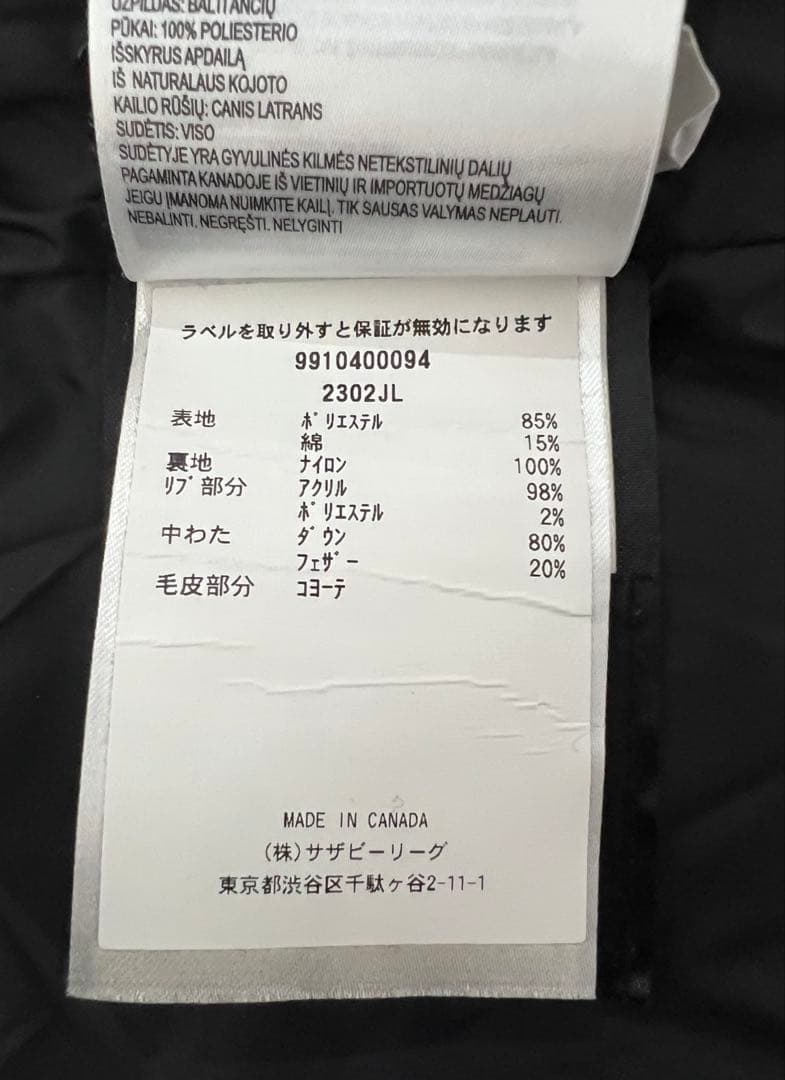 UŽPILDAS: BALTI ANČIŲ
PŪKAI: 100% POLIESTERIO
IŠSKYRUS APDAILĄ
IŠ NATURALAUS KOJOTO
KAILIO RŪŠIŲ: CANIS LATRANS
SUDĖTIS: VISO
SUDĖTYJE YRA GYVULINĖS KILMĖS NETEKSTILINIŲ DALIŲ
PAGAMINTA KANADOJE IŠ VIETINIŲ IR IMPORTUOTŲ MEDŽIAGŲ
JEIGU ĮMANOMA NUIMKITE KAILĮ. TIK SAUSAS VALYMAS NEPLAUTI.
NEBALINTI. NEGRĘŠTI. NELYGINTI
ラベルを取り外すと保証が無効になります
9910400094
2302JL
表地 ﾎﾟﾘｴｽﾃﾙ 85%
綿 15%
裏地 ﾅｲﾛﾝ 100%
ﾘﾌﾞ部分 ｱｸﾘﾙ 98%
ﾎﾟﾘｴｽﾃﾙ 2%
中わた ﾀﾞｳﾝ 80%
ﾌｪｻﾞｰ 20%
毛皮部分 ｺﾖｰﾃ
MADE IN CANADA
(株)サザビーリーグ
東京都渋谷区千駄ヶ谷2-11-1